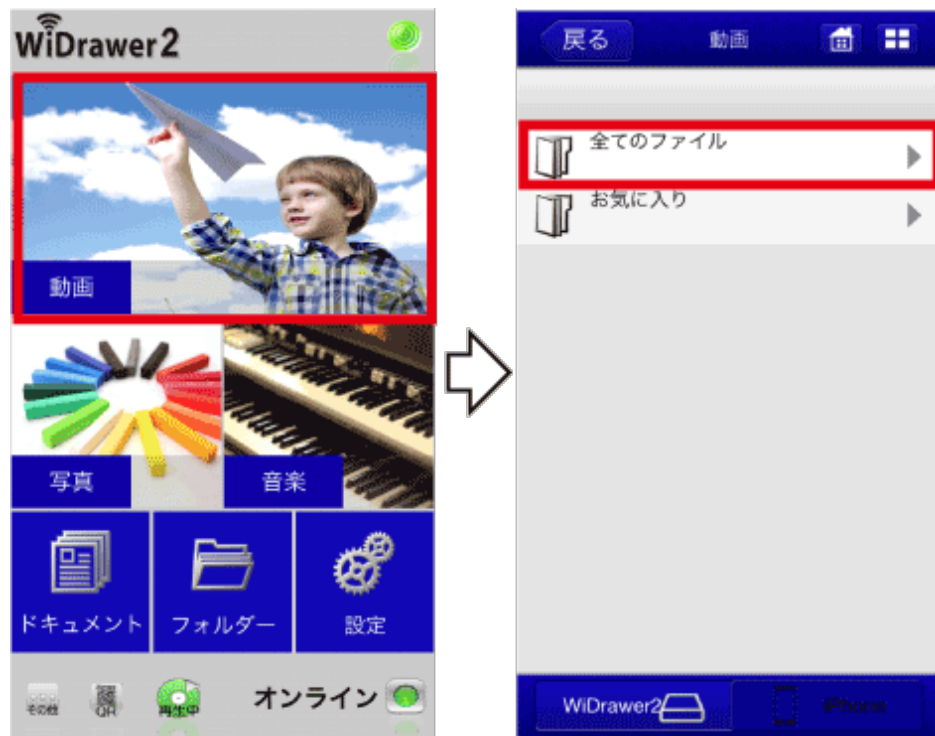 WiDrawer2
動画
写真
音楽
ドキュメント
フォルダー
設定
その他
QR
再生中
オンライン
戻る
動画
全てのファイル
お気に入り
WiDrawer2
iPhone